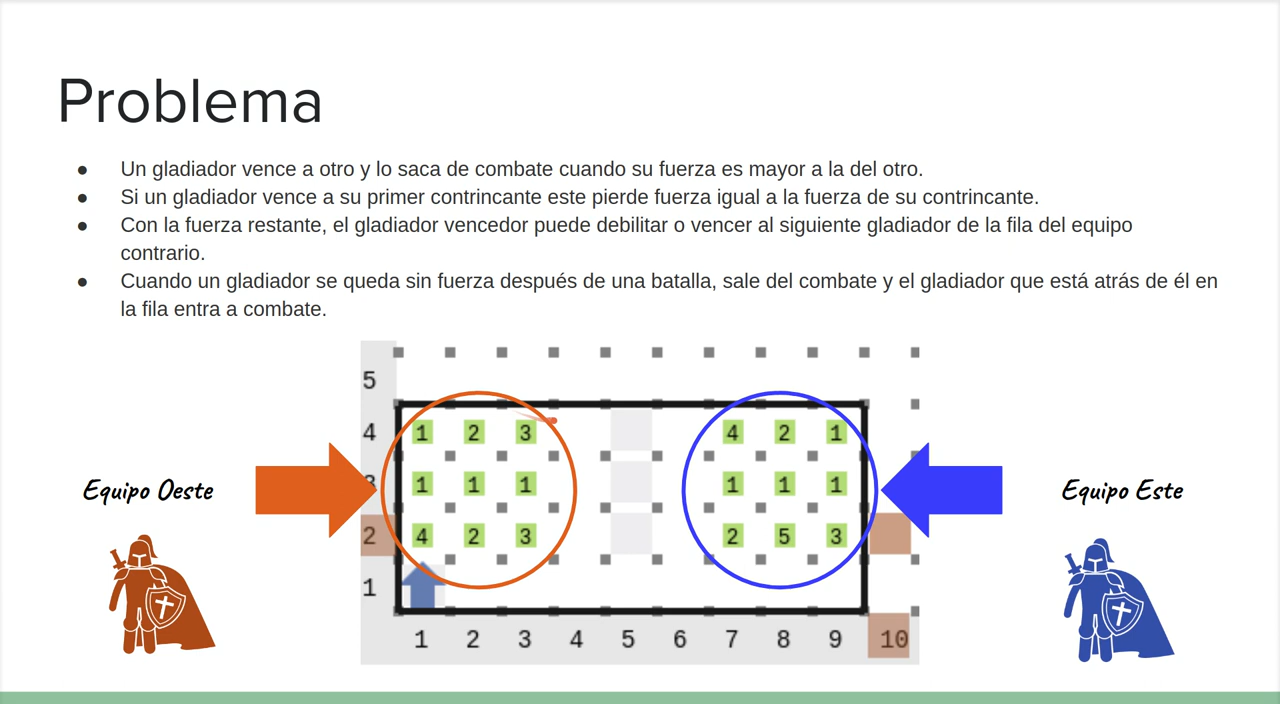 Problema
● Un gladiador vence a otro y lo saca de combate cuando su fuerza es mayor a la del otro.
● Si un gladiador vence a su primer contrincante este pierde fuerza igual a la fuerza de su contrincante.
● Con la fuerza restante, el gladiador vencedor puede debilitar o vencer al siguiente gladiador de la fila del equipo
contrario.
● Cuando un gladiador se queda sin fuerza después de una batalla, sale del combate y el gladiador que está atrás de él en
la fila entra a combate.
5
4 1 2 3 4 2 1
3 1 1 1 1 1 1
Equipo Oeste
Equipo Este
2 4 2 3 2 5 3
1
1 2 3 4 5 6 7 8 9 10